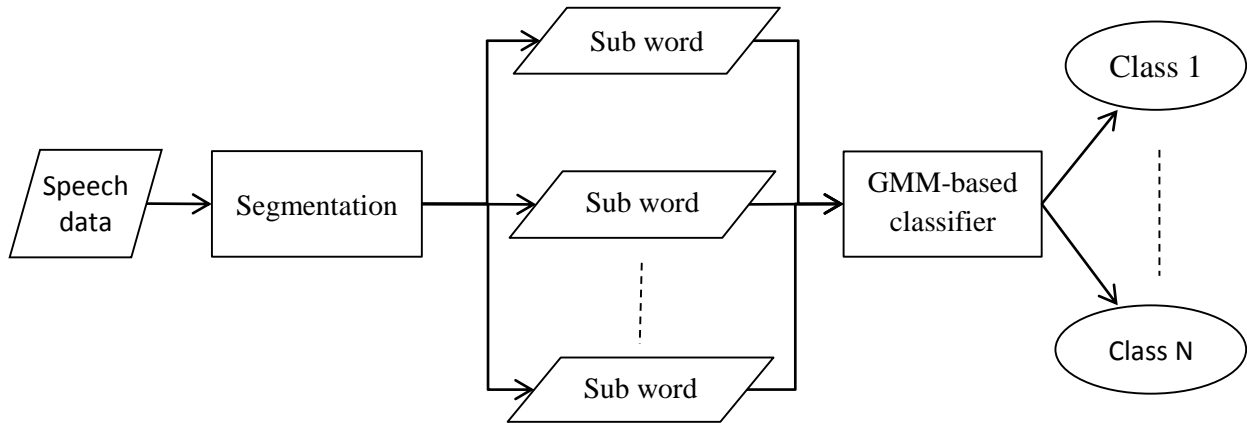 Speech
data
Segmentation
Sub word
Sub word
Sub word
GMM-based
classifier
Class 1
Class N